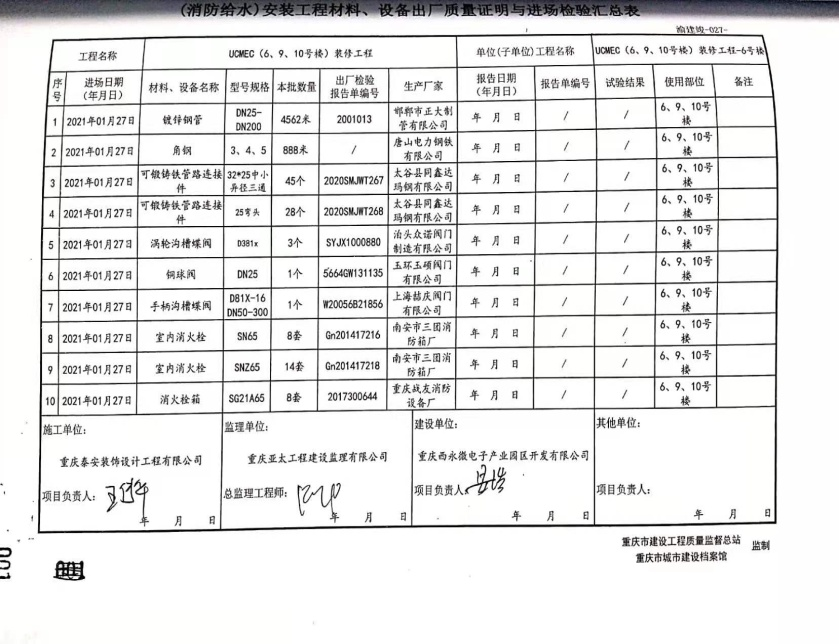 (消防给水)安装工程材料、设备出厂质量证明与进场检验汇总表
渝建竣-027-
工程名称 UCMEC(6、9、10号楼)装修工程 单位(子单位)工程名称 UCMEC(6、9、10号楼)装修工程-6号楼
序号 进场日期(年月日) 材料、设备名称 型号规格 本批数量 出厂检验报告单编号 生产厂家 报告日期(年月日) 报告单编号 试验结果 使用部位 备注
1 2021年01月27日 镀锌钢管 DN25-DN200 4562米 2001013 邯郸市正大制管有限公司 年 月 日 / / 6、9、10号楼
2 2021年01月27日 角钢 3、4、5 888米 / 唐山电力钢铁有限公司 年 月 日 / / 6、9、10号楼
3 2021年01月27日 可锻铸铁管路连接件 32*25中小异径三通 45个 2020SMJWT267 太谷县同鑫达玛钢有限公司 年 月 日 / / 6、9、10号楼
4 2021年01月27日 可锻铸铁管路连接件 25弯头 28个 2020SMJWT268 太谷县同鑫达玛钢有限公司 年 月 日 / / 6、9、10号楼
5 2021年01月27日 涡轮沟槽蝶阀 D381x 3个 SYJX1000880 泊头众诺阀门制造有限公司 年 月 日 / / 6、9、10号楼
6 2021年01月27日 铜球阀 DN25 1个 5664GW131135 玉环玉硕阀门有限公司 年 月 日 / / 6、9、10号楼
7 2021年01月27日 手柄沟槽蝶阀 D81X-16 DN50-300 1个 W20056B21856 上海喆庆阀门有限公司 年 月 日 / / 6、9、10号楼
8 2021年01月27日 室内消火栓 SN65 8套 Gn201417216 南安市三团消防箱厂 年 月 日 / / 6、9、10号楼
9 2021年01月27日 室内消火栓 SNZ65 14套 Gn201417218 南安市三团消防箱厂 年 月 日 / / 6、9、10号楼
10 2021年01月27日 消火栓箱 SG21A65 8套 2017300644 重庆战友消防设备厂 年 月 日 / / 6、9、10号楼
施工单位: 监理单位: 建设单位: 其他单位:
重庆泰安装饰设计工程有限公司 重庆亚太工程建设监理有限公司 重庆西永微电子产业园区开发有限公司
项目负责人: 总监理工程师: 项目负责人: 项目负责人:
年 月 日 年 月 日 年 月 日 年 月 日
重庆市建设工程质量监督总站
重庆市城市建设档案馆 监制
001